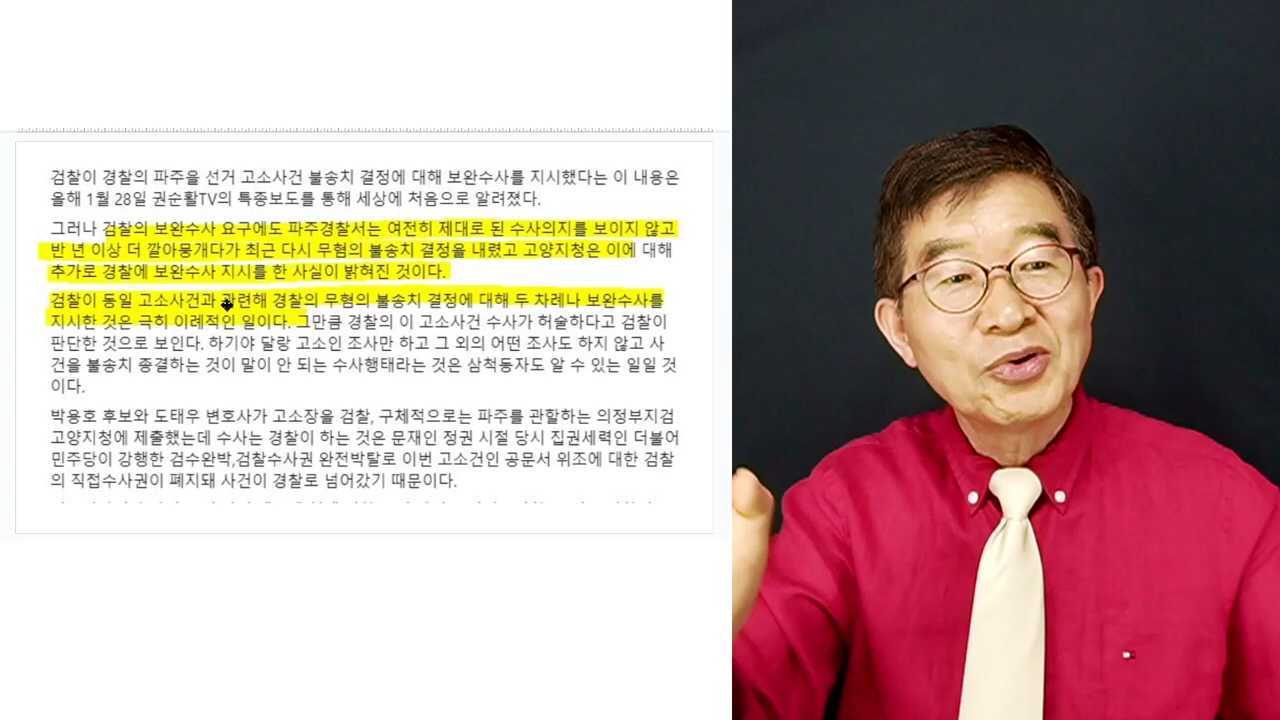 검찰이 경찰의 파주을 선거 고소사건 불송치 결정에 대해 보완수사를 지시했다는 이 내용은
올해 1월 28일 권순활TV의 특종보도를 통해 세상에 처음으로 알려졌다.
그러나 검찰의 보완수사 요구에도 파주경찰서는 여전히 제대로 된 수사의지를 보이지 않고
반 년 이상 더 깔아뭉개다가 최근 다시 무혐의 불송치 결정을 내렸고 고양지청은 이에 대해
추가로 경찰에 보완수사 지시를 한 사실이 밝혀진 것이다.
검찰이 동일 고소사건과 관련해 경찰의 무혐의 불송치 결정에 대해 두 차례나 보완수사를
지시한 것은 극히 이례적인 일이다. 그만큼 경찰의 이 고소사건 수사가 허술하다고 검찰이
판단한 것으로 보인다. 하기야 달랑 고소인 조사만 하고 그 외의 어떤 조사도 하지 않고 사
건을 불송치 종결하는 것이 말이 안 되는 수사행태라는 것은 삼척동자도 알 수 있는 일일 것
이다.
박용호 후보와 도태우 변호사가 고소장을 검찰, 구체적으로는 파주를 관할하는 의정부지검
고양지청에 제출했는데 수사는 경찰이 하는 것은 문재인 정권 시절 당시 집권세력인 더불어
민주당이 강행한 검수완박,검찰수사권 완전박탈로 이번 고소건인 공문서 위조에 대한 검찰
의 직접수사권이 폐지돼 사건이 경찰로 넘어갔기 때문이다.